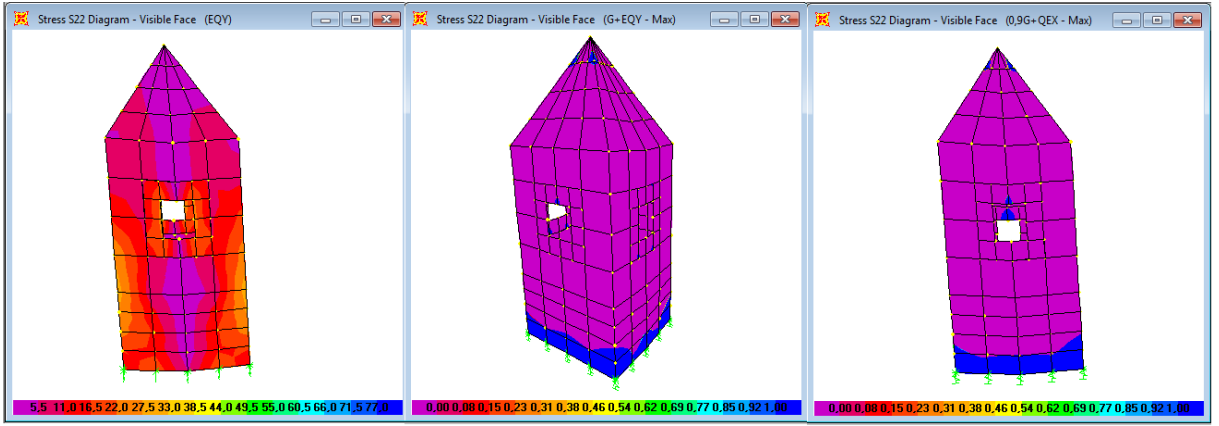 Stress S22 Diagram - Visible Face (EQY)
5,5 11,0 16,5 22,0 27,5 33,0 38,5 44,0 49,5 55,0 60,5 66,0 71,5 77,0
Stress S22 Diagram - Visible Face (G+EQY - Max)
0,00 0,08 0,15 0,23 0,31 0,38 0,46 0,54 0,62 0,69 0,77 0,85 0,92 1,00
Stress S22 Diagram - Visible Face (0,9G+QEX - Max)
0,00 0,08 0,15 0,23 0,31 0,38 0,46 0,54 0,62 0,69 0,77 0,85 0,92 1,00